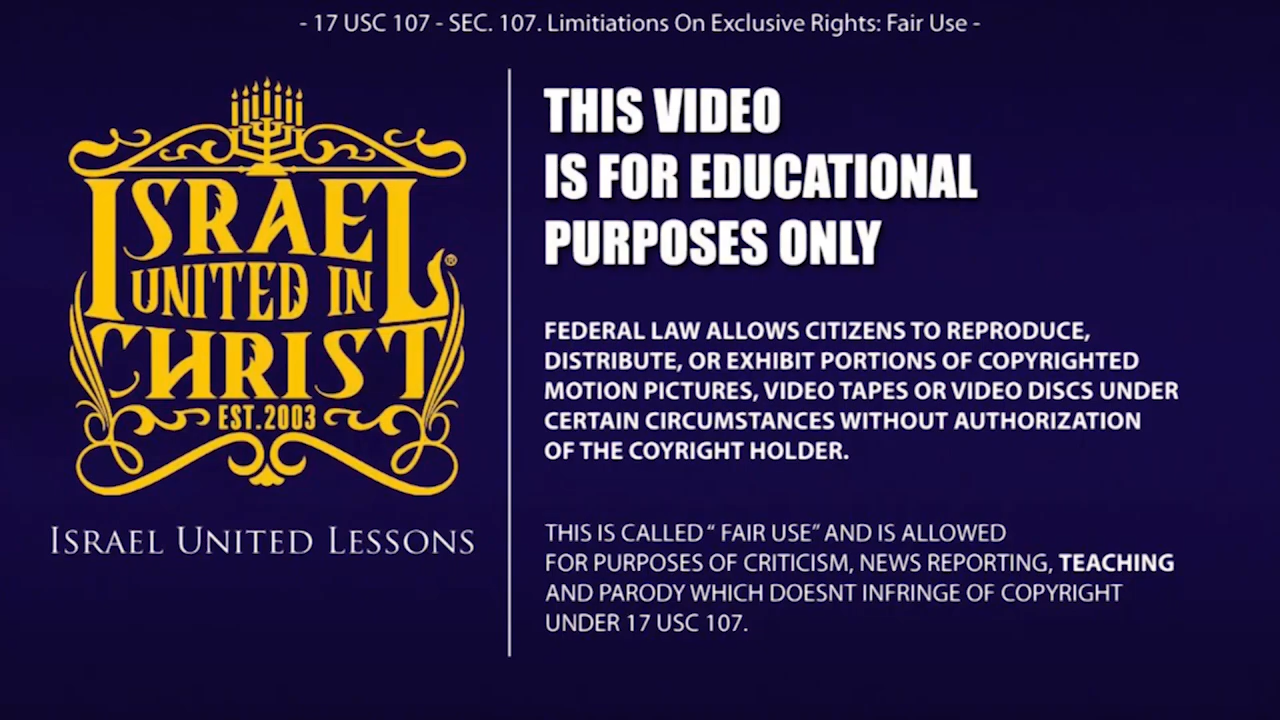 - 17 USC 107 - SEC. 107. Limitiations On Exclusive Rights: Fair Use -
ISRAEL
UNITED IN
CHRIST
®
EST.2003
ISRAEL UNITED LESSONS
THIS VIDEO
IS FOR EDUCATIONAL
PURPOSES ONLY
FEDERAL LAW ALLOWS CITIZENS TO REPRODUCE,
DISTRIBUTE, OR EXHIBIT PORTIONS OF COPYRIGHTED
MOTION PICTURES, VIDEO TAPES OR VIDEO DISCS UNDER
CERTAIN CIRCUMSTANCES WITHOUT AUTHORIZATION
OF THE COYRIGHT HOLDER.
THIS IS CALLED “ FAIR USE” AND IS ALLOWED
FOR PURPOSES OF CRITICISM, NEWS REPORTING, TEACHING
AND PARODY WHICH DOESNT INFRINGE OF COPYRIGHT
UNDER 17 USC 107.